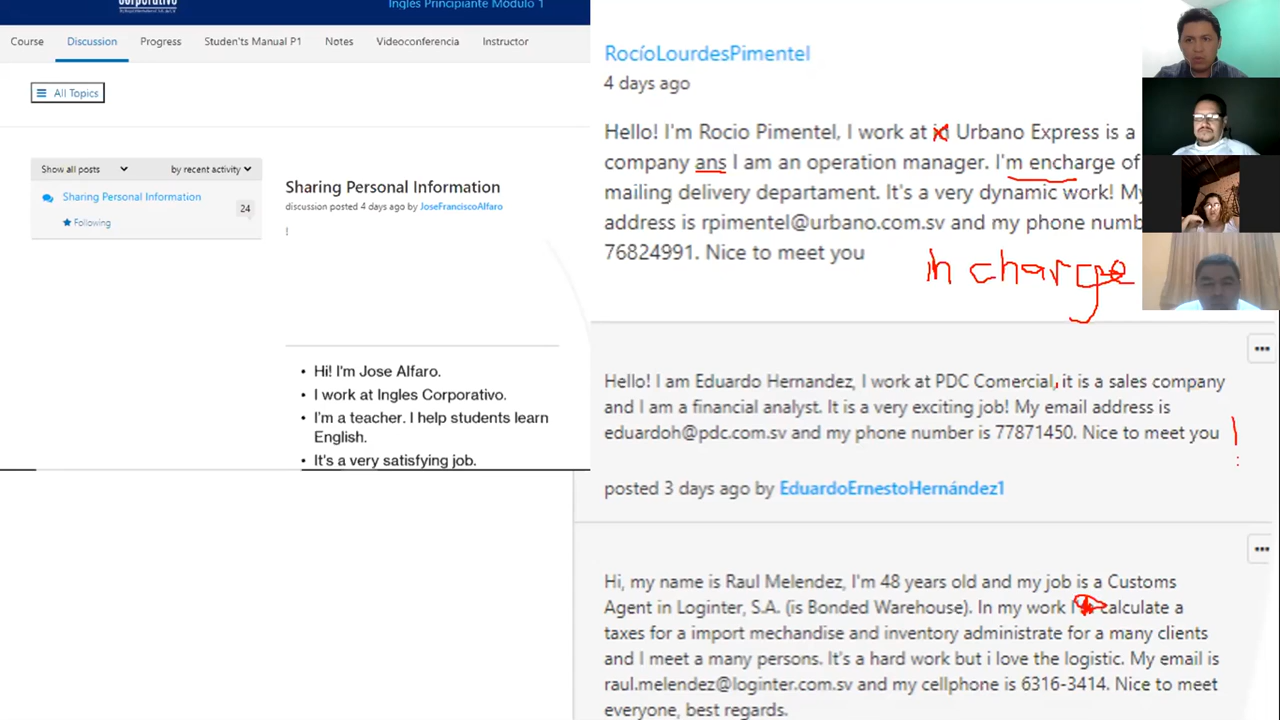 corporativo
Ingles Principiante Modulo 1
Course
Discussion
Progress
Studen'ts Manual P1
Notes
Videoconferencia
Instructor
All Topics
Show all posts
by recent activity
Sharing Personal Information
24
Following
Sharing Personal Information
discussion posted 4 days ago by JoseFranciscoAlfaro
!
• Hi! I'm Jose Alfaro.
• I work at Ingles Corporativo.
• I'm a teacher. I help students learn
English.
• It's a very satisfying job.
RocíoLourdesPimentel
4 days ago
Hello! I'm Rocio Pimentel, I work at Urbano Express is a
company ans I am an operation manager. I'm encharge of
mailing delivery departament. It's a very dynamic work! My
address is rpimentel@urbano.com.sv and my phone numb
76824991. Nice to meet you
in charge
Hello! I am Eduardo Hernandez, I work at PDC Comercial, it is a sales company
and I am a financial analyst. It is a very exciting job! My email address is
eduardoh@pdc.com.sv and my phone number is 77871450. Nice to meet you !
posted 3 days ago by EduardoErnestoHernández1
Hi, my name is Raul Melendez, I'm 48 years old and my job is a Customs
Agent in Loginter, S.A. (is Bonded Warehouse). In my work I calculate a
taxes for a import mechandise and inventory administrate for a many clients
and I meet a many persons. It's a hard work but i love the logistic. My email is
raul.melendez@loginter.com.sv and my cellphone is 6316-3414. Nice to meet
everyone, best regards.